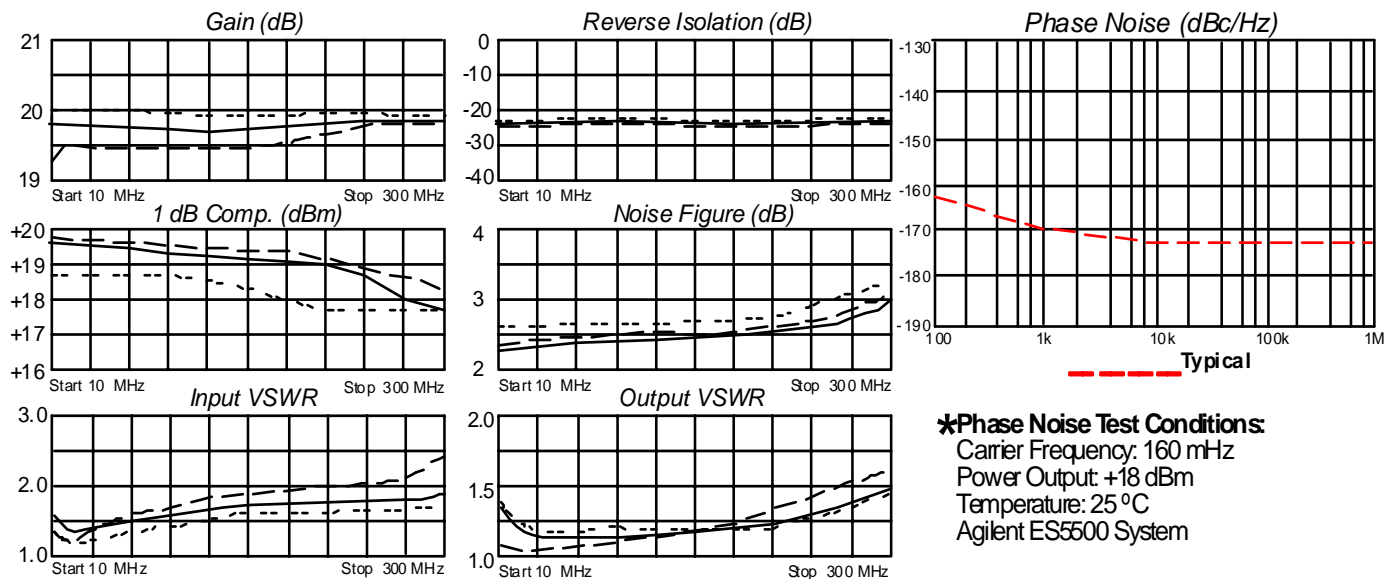 Gain (dB)
21
20
19
Start 10 MHz
Stop 300 MHz
Reverse Isolation (dB)
0
-10
-20
-30
-40
Start 10 MHz
Stop 300 MHz
Phase Noise (dBc/Hz)
-130
-140
-150
-160
-170
-180
-190
100
1k
10k
100k
1M
Typical
1 dB Comp. (dBm)
+20
+19
+18
+17
+16
Start 10 MHz
Stop 300 MHz
Noise Figure (dB)
4
3
2
Start 10 MHz
Stop 300 MHz
Input VSWR
3.0
2.0
1.0
Start 10 MHz
Stop 300 MHz
Output VSWR
2.0
1.5
1.0
Start 10 MHz
Stop 300 MHz
*Phase Noise Test Conditions:
Carrier Frequency: 160 mHz
Power Output: +18 dBm
Temperature: 25 ºC
Agilent ES5500 System